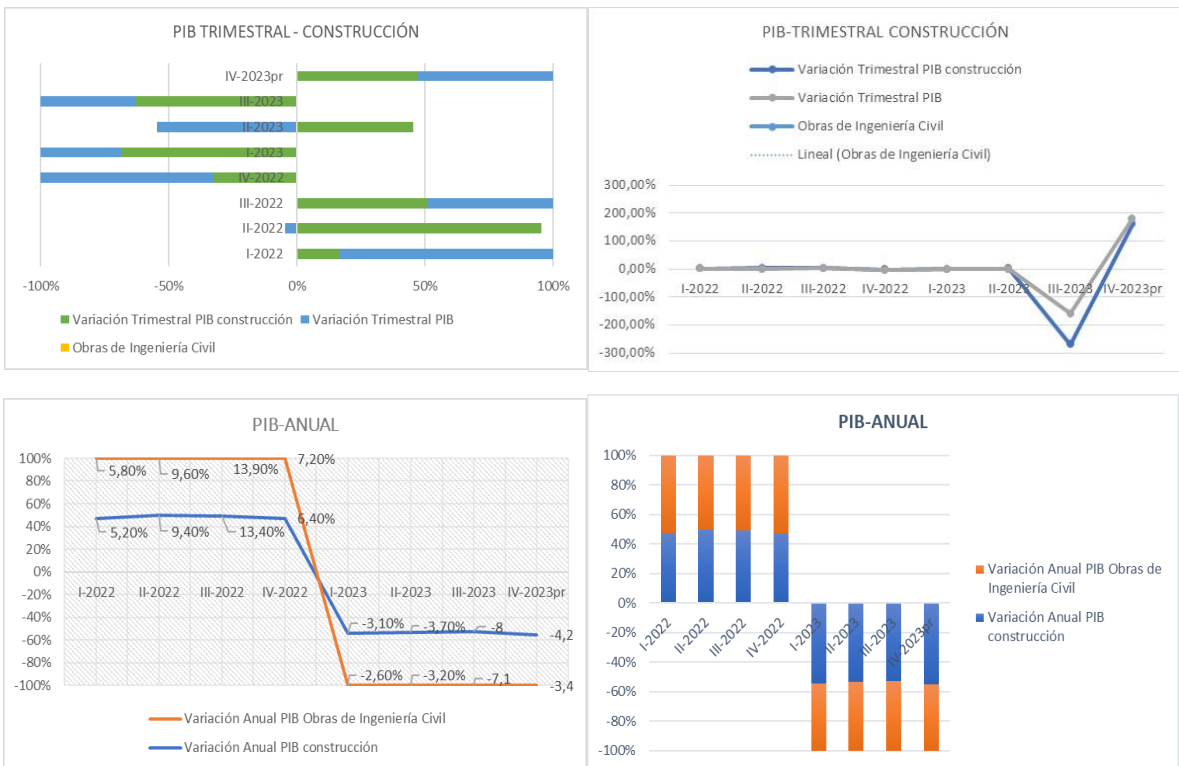 PIB TRIMESTRAL - CONSTRUCCIÓN
IV-2023pr
III-2023
II-2023
I-2023
IV-2022
III-2022
II-2022
I-2022
-100% -50% 0% 50% 100%
Variación Trimestral PIB construcción Variación Trimestral PIB
Obras de Ingeniería Civil
PIB-TRIMESTRAL CONSTRUCCIÓN
Variación Trimestral PIB construcción
Variación Trimestral PIB
Obras de Ingeniería Civil
Lineal (Obras de Ingeniería Civil)
300,00%
200,00%
100,00%
0,00%
I-2022 II-2022 III-2022 IV-2022 I-2023 II-2023 III-2023 IV-2023pr
-100,00%
-200,00%
-300,00%
PIB-ANUAL
100%
5,80% 9,60% 13,90% 7,20%
80%
60%
40%
5,20% 9,40% 13,40% 6,40%
20%
0%
I-2022 II-2022 III-2022 IV-2022 I-2023 II-2023 III-2023 IV-2023pr
-20%
-40%
-3,10% -3,70% -8 -4,2
-60%
-80%
-2,60% -3,20% -7,1 -3,4
-100%
Variación Anual PIB Obras de Ingeniería Civil
Variación Anual PIB construcción
PIB-ANUAL
100%
80%
60%
40%
20%
0%
-20%
-40%
-60%
-80%
-100%
I-2022 II-2022 III-2022 IV-2022 I-2023 II-2023 III-2023 IV-2023pr
Variación Anual PIB Obras de
Ingeniería Civil
Variación Anual PIB
construcción